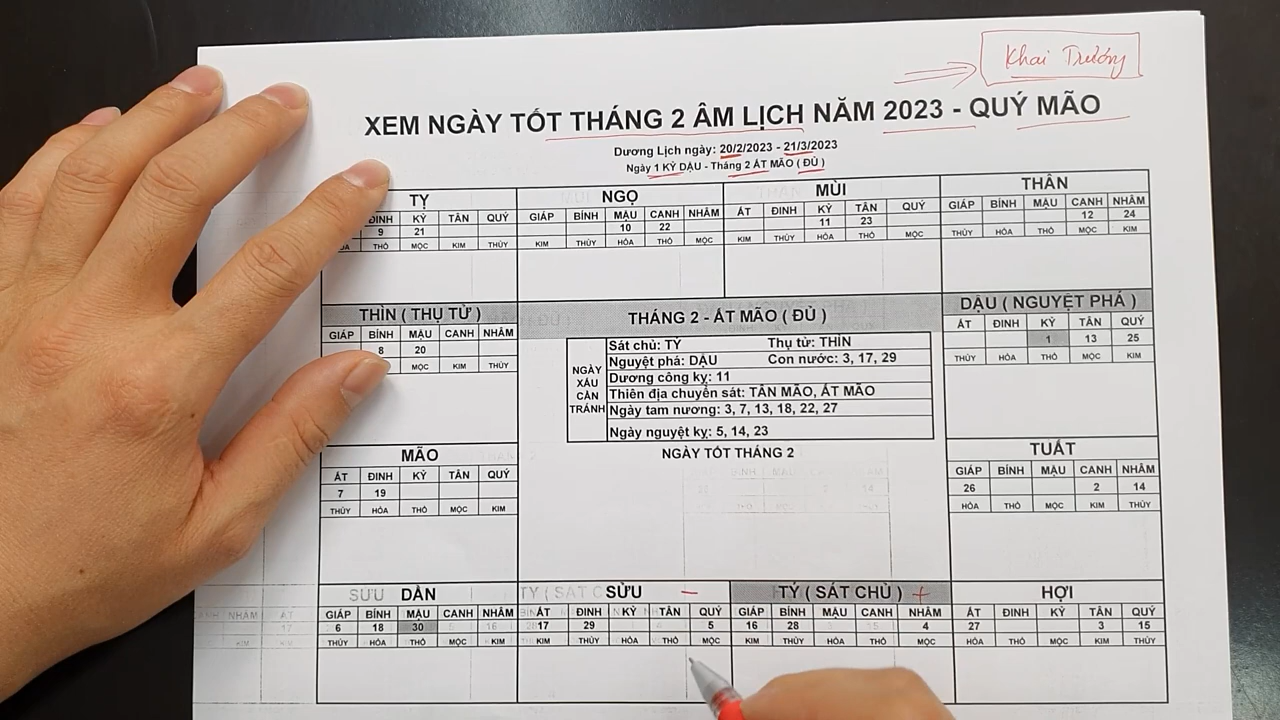 Khai Trương
XEM NGÀY TỐT THÁNG 2 ÂM LỊCH NĂM 2023 - QUÝ MÃO
Dương Lịch ngày: 20/2/2023 - 21/3/2023
Ngày 1 KỶ DẬU - Tháng 2 ẤT MÃO ( ĐỦ )
TỴ
ĐINH KỶ TÂN QUÝ
9 21
THỔ MỘC KIM THỦY
NGỌ
GIÁP BÍNH MẬU CANH NHÂM
10 22
KIM THỦY HỎA THỔ MỘC
MÙI
ẤT ĐINH KỶ TÂN QUÝ
11 23
KIM THỦY HỎA THỔ MỘC
THÂN
GIÁP BÍNH MẬU CANH NHÂM
12 24
THỦY HỎA THỔ MỘC KIM
THÌN ( THỤ TỬ )
GIÁP BÍNH MẬU CANH NHÂM
8 20
THỔ MỘC KIM THỦY
THÁNG 2 - ẤT MÃO ( ĐỦ )
NGÀY XẤU CẦN TRÁNH
Sát chủ: TÝ Thụ tử: THÌN
Nguyệt phá: DẬU Con nước: 3, 17, 29
Dương công kỵ: 11
Thiên địa chuyển sát: TÂN MÃO, ẤT MÃO
Ngày tam nương: 3, 7, 13, 18, 22, 27
Ngày nguyệt kỵ: 5, 14, 23
NGÀY TỐT THÁNG 2
DẬU ( NGUYỆT PHÁ )
ẤT ĐINH KỶ TÂN QUÝ
1 13 25
THỦY HỎA THỔ MỘC KIM
MÃO
ẤT ĐINH KỶ TÂN QUÝ
7 19
THỦY HỎA THỔ MỘC KIM
TUẤT
GIÁP BÍNH MẬU CANH NHÂM
26 2 14
HỎA THỔ MỘC KIM THỦY
DẦN
GIÁP BÍNH MẬU CANH NHÂM
6 18 30
THỦY HỎA THỔ MỘC KIM
SỬU
ẤT ĐINH KỶ TÂN QUÝ
17 29 5
KIM THỦY HỎA THỔ MỘC
TÝ ( SÁT CHỦ )
GIÁP BÍNH MẬU CANH NHÂM
16 28 4
KIM THỦY HỎA THỔ MỘC
HỢI
ẤT ĐINH KỶ TÂN QUÝ
27 3 15
HỎA THỔ MỘC KIM THỦY